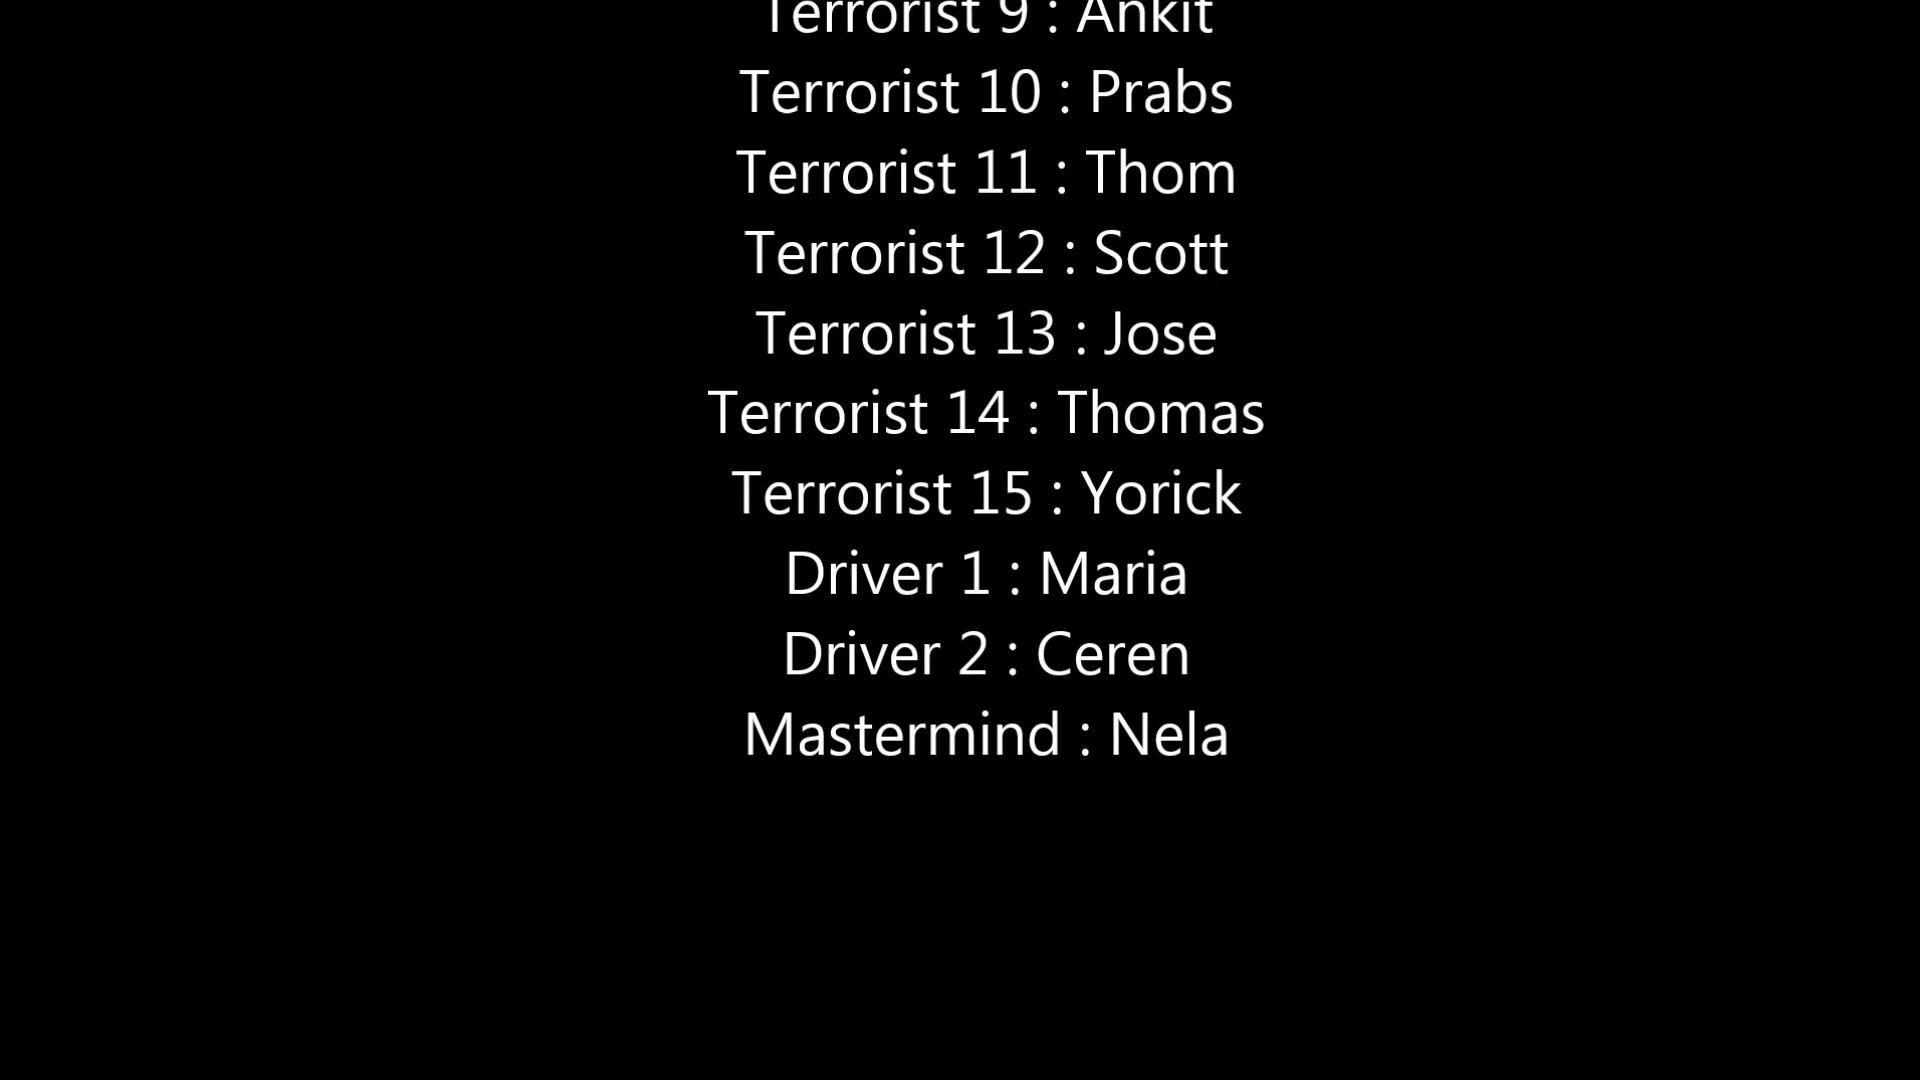 Terrorist 9 : Ankit
Terrorist 10 : Prabs
Terrorist 11 : Thom
Terrorist 12 : Scott
Terrorist 13 : Jose
Terrorist 14 : Thomas
Terrorist 15 : Yorick
Driver 1 : Maria
Driver 2 : Ceren
Mastermind : Nela